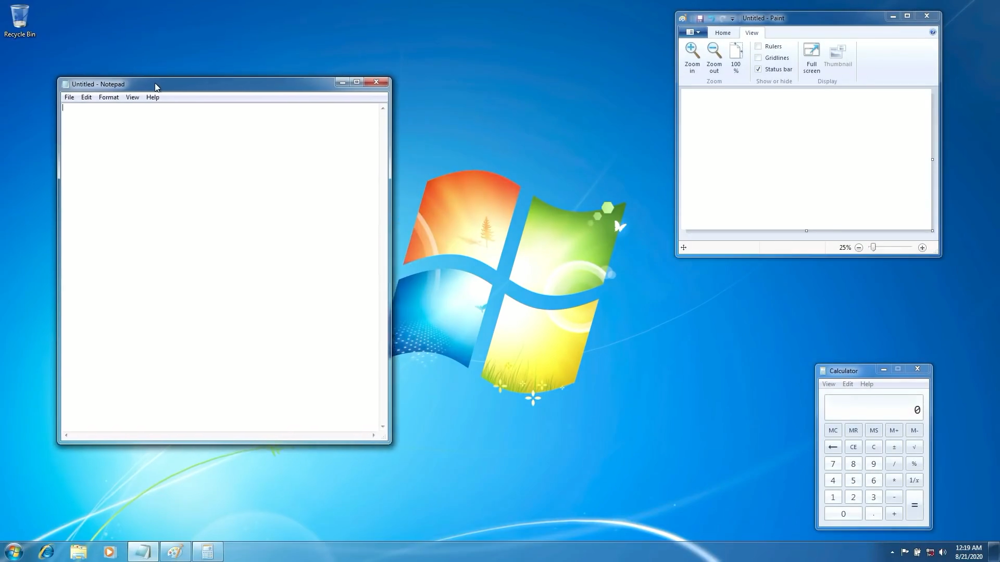 Recycle Bin
Untitled - Notepad
File Edit Format View Help
Untitled - Paint
Home View
Zoom in
Zoom out
100 %
Zoom
Rulers
Gridlines
Status bar
Show or hide
Full screen
Thumbnail
Display
25%
Calculator
View Edit Help
0
MC MR MS M+ M-
← CE C ± √
7 8 9 / %
4 5 6 * 1/x
1 2 3 - =
0 . +
12:19 AM
8/21/2020